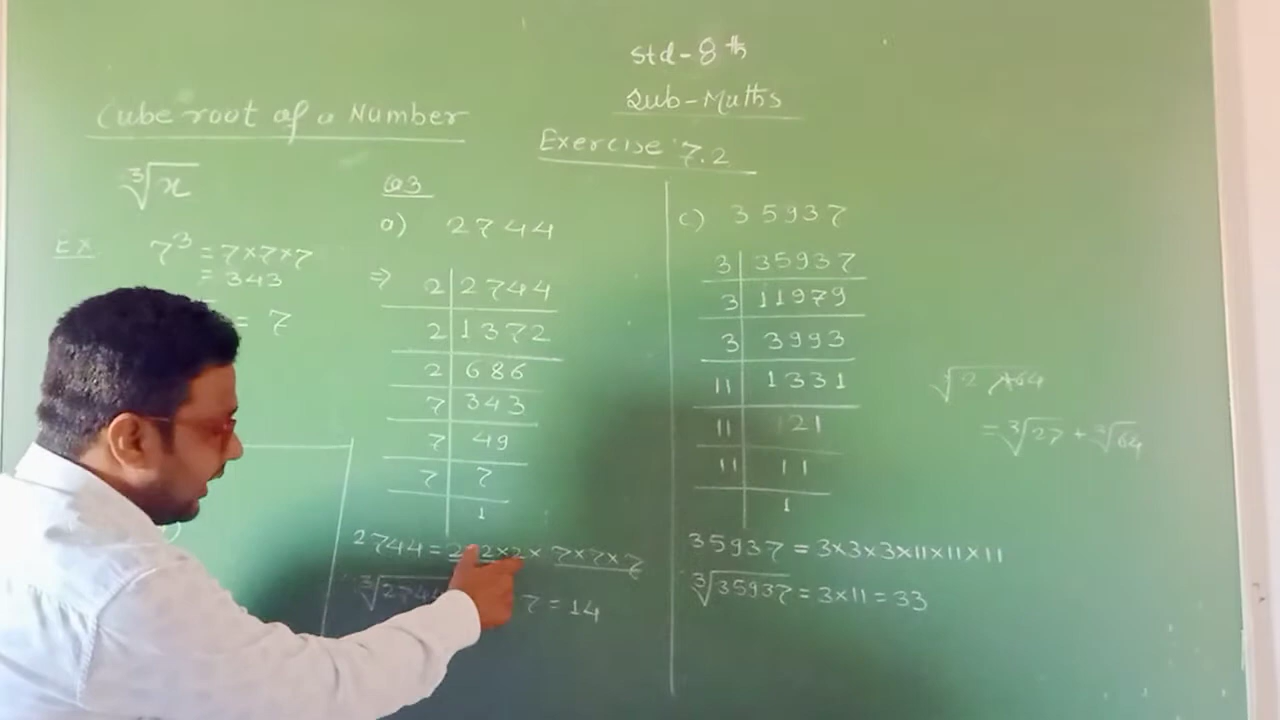 Std-8th
Sub-Maths
Exercise 7.2
Cube root of a Number
∛x
Ex
7³ = 7×7×7
= 343
= 7
Q3
a) 2744
⇒ 2 | 2744
2 | 1372
2 | 686
7 | 343
7 | 49
7 | 7
1
2744 = 2×2×2×7×7×7
7 = 14
c) 35937
3 | 35937
3 | 11979
3 | 3993
11 | 1331
11 | 121
11 | 11
1
35937 = 3×3×3×11×11×11
∛35937 = 3×11 = 33
= ∛27 + ∛64